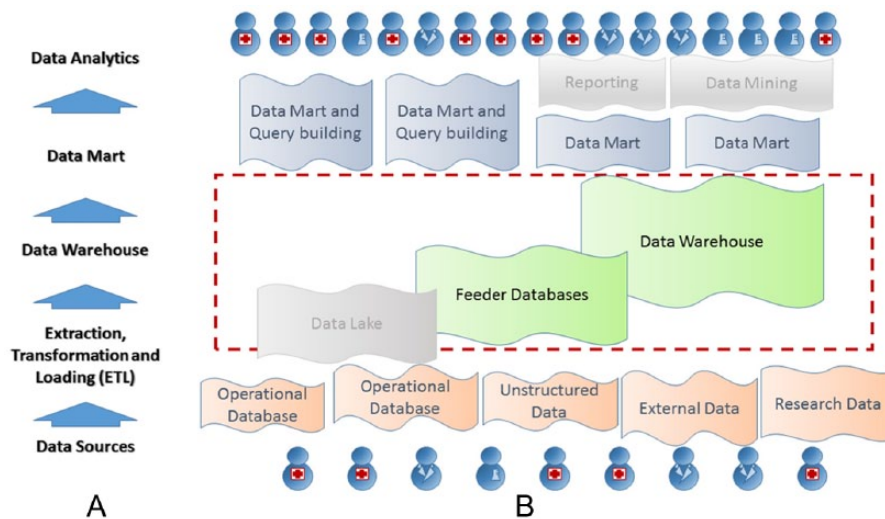 Data Analytics
Data Mart
Data Warehouse
Extraction,
Transformation and
Loading (ETL)
Data Sources
A
Reporting
Data Mining
Data Mart and
Query building
Data Mart and
Query building
Data Mart
Data Mart
Data Warehouse
Feeder Databases
Data Lake
Operational
Database
Operational
Database
Unstructured
Data
External Data
Research Data
B